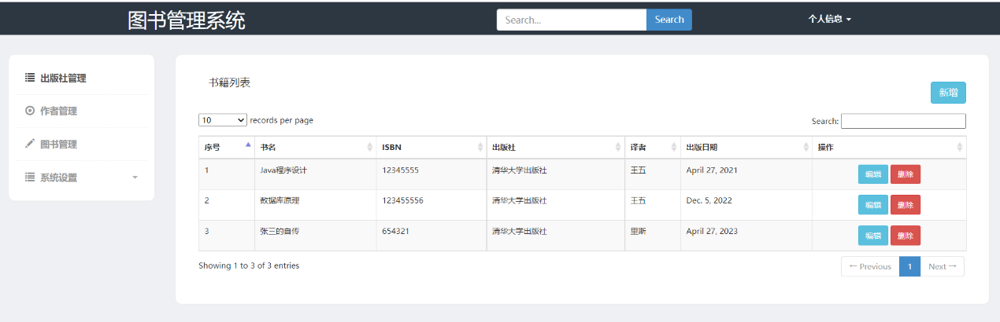 图书管理系统 Search... Search 个人信息
出版社管理
作者管理
图书管理
系统设置
书籍列表
新增
10 records per page Search:
序号 书名 ISBN 出版社 译者 出版日期 操作
1 Java程序设计 12345555 清华大学出版社 王五 April 27, 2021 编辑 删除
2 数据库原理 123455556 清华大学出版社 王五 Dec. 5, 2022 编辑 删除
3 张三的自传 654321 清华大学出版社 里斯 April 27, 2023 编辑 删除
Showing 1 to 3 of 3 entries ← Previous 1 Next →